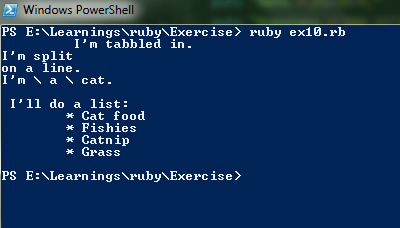 Windows PowerShell
PS E:\Learnings\ruby\Exercise> ruby ex10.rb
I'm tabbled in.
I'm split
on a line.
I'm \ a \ cat.
I'll do a list:
* Cat food
* Fishies
* Catnip
* Grass
PS E:\Learnings\ruby\Exercise>